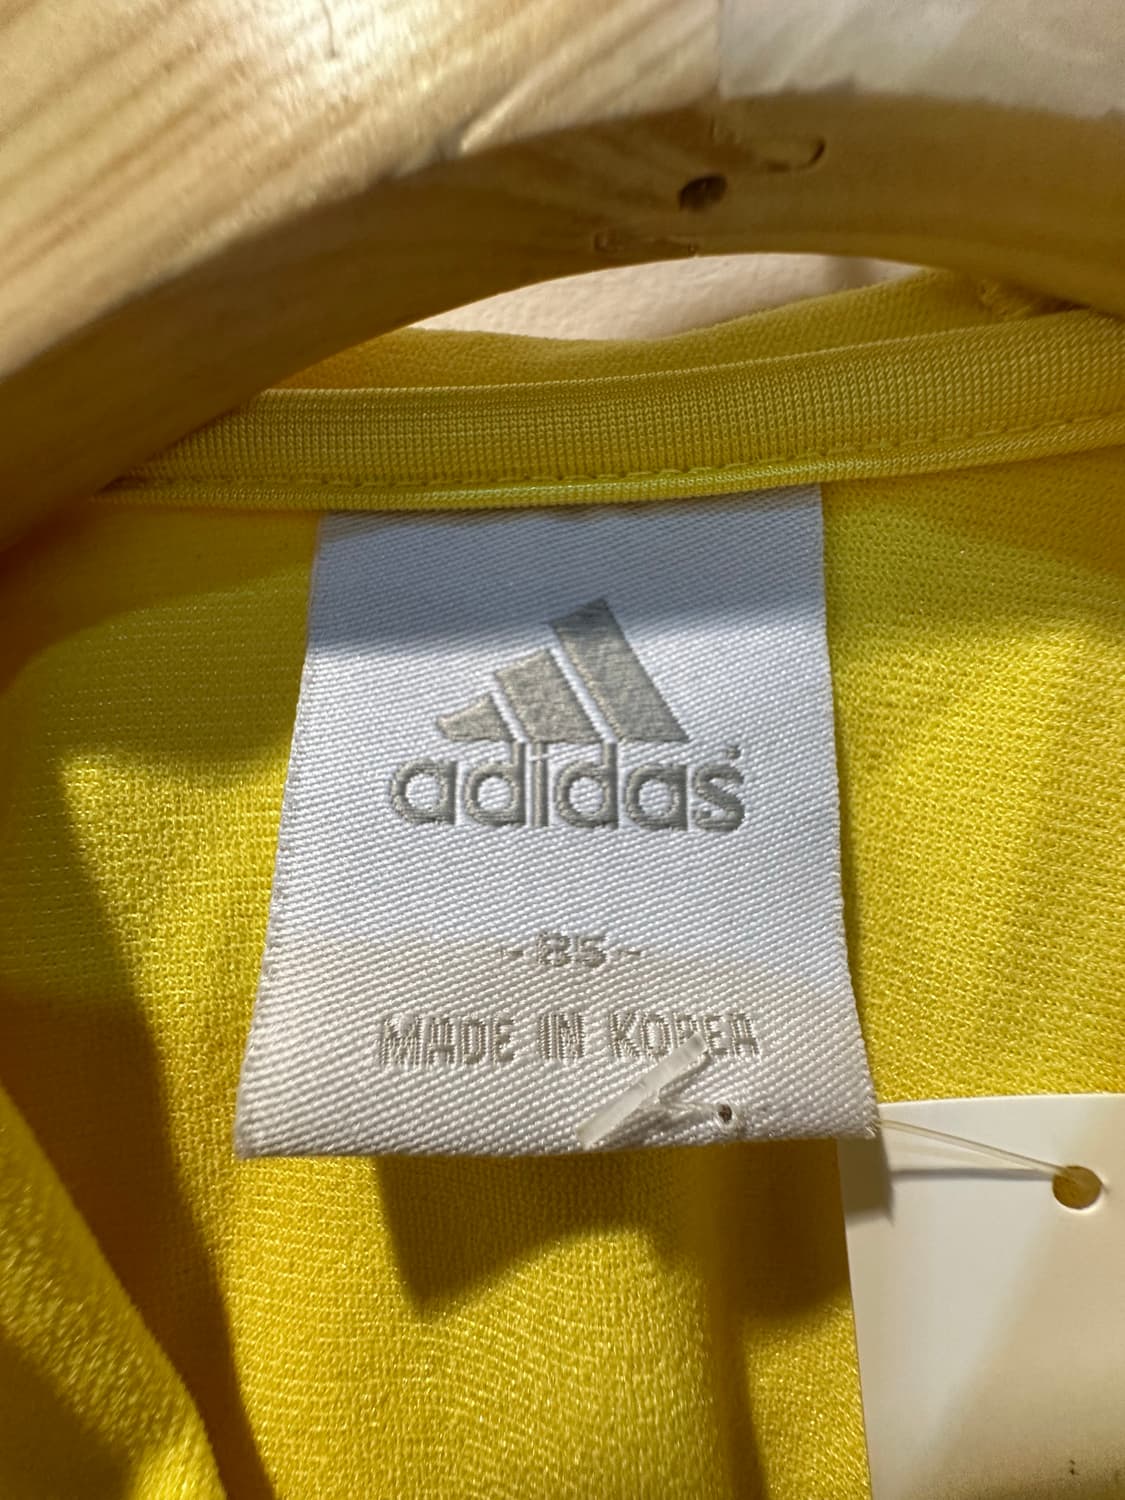 adidas
-85-
MADE IN KOREA